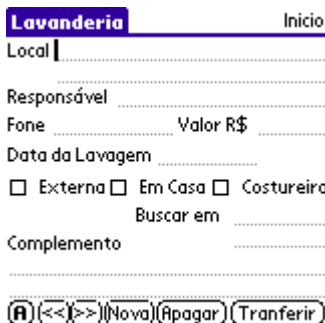 Lavanderia Inicio
Local
Responsável
Fone Valor R$
Data da Lavagem
Externa Em Casa Costureira
Buscar em
Complemento
A << >> Nova Apagar Tranferir